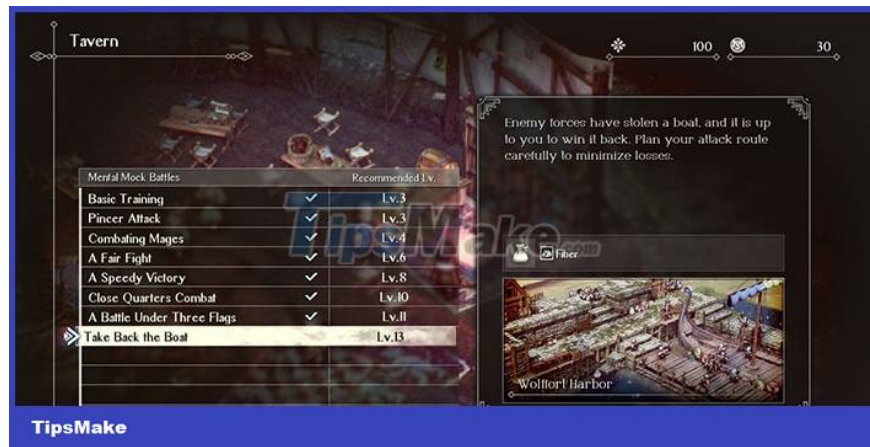 Tavern
100
30
Enemy forces have stolen a boat, and it is up
to you to win it back. Plan your attack route
carefully to minimize losses.
Mental Mock Battles Recommended Lv.
Basic Training Lv.3
Pincer Attack Lv.3
Combating Mages Lv.4
A Fair Fight Lv.6
A Speedy Victory Lv.8
Close Quarters Combat Lv.10
A Battle Under Three Flags Lv.11
Take Back the Boat Lv.13
TipsMake.com
Fiber
Wolffort Harbor
TipsMake